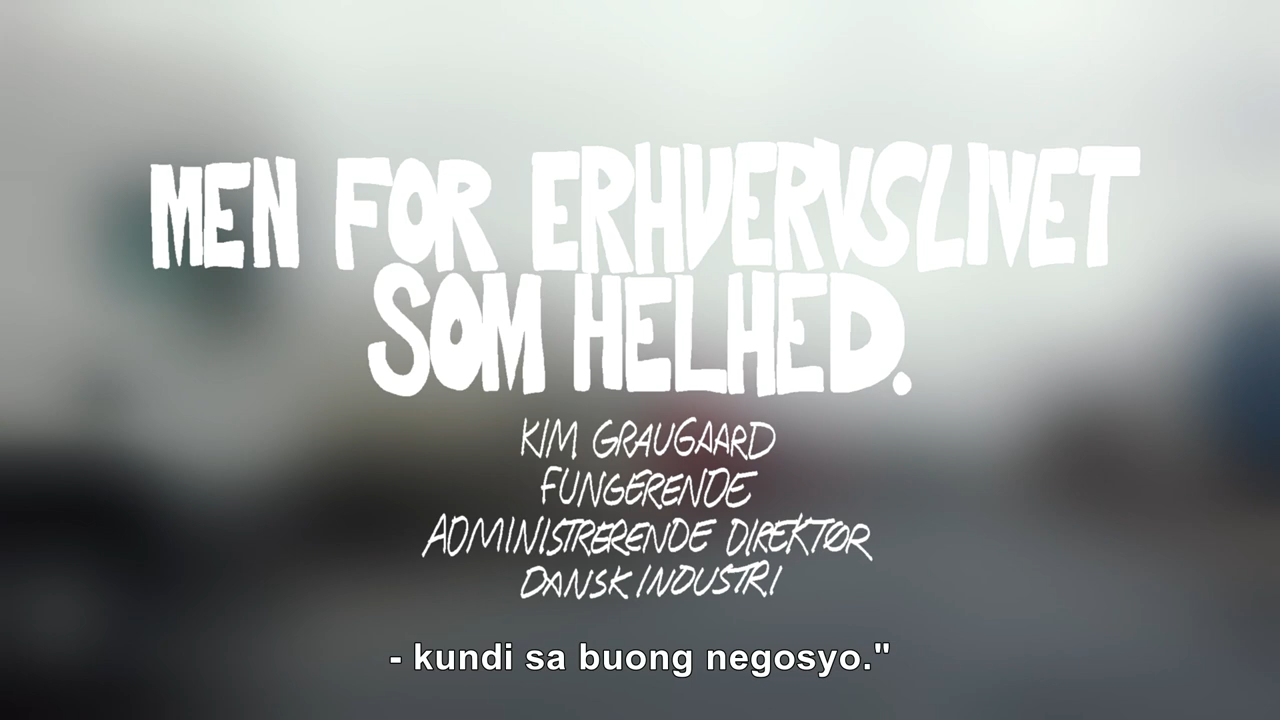 MEN FOR ERHVERVSLIVET
SOM HELHED.
KIM GRAUGAARD
FUNGERENDE
ADMINISTRERENDE DIREKTØR
DANSK INDUSTRI
- kundi sa buong negosyo."